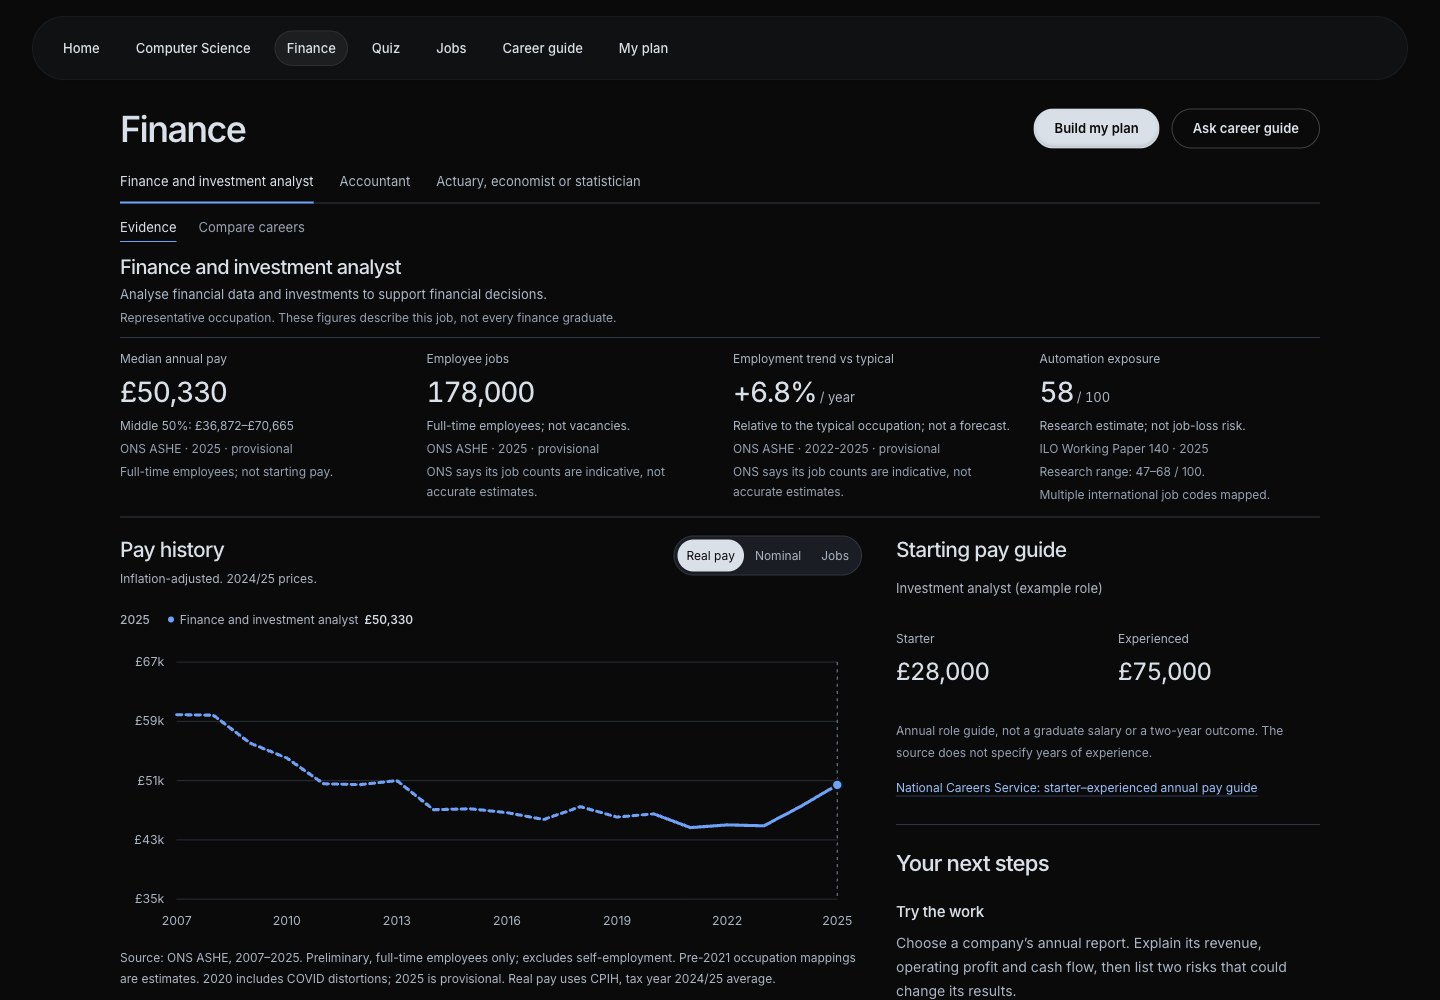 Home Computer Science Finance Quiz Jobs Career guide My plan
Finance
Build my plan Ask career guide
Finance and investment analyst Accountant Actuary, economist or statistician
Evidence Compare careers
Finance and investment analyst
Analyse financial data and investments to support financial decisions.
Representative occupation. These figures describe this job, not every finance graduate.
Median annual pay
£50,330
Middle 50%: £36,872–£70,665
ONS ASHE · 2025 · provisional
Full-time employees; not starting pay.
Employee jobs
178,000
Full-time employees; not vacancies.
ONS ASHE · 2025 · provisional
ONS says its job counts are indicative, not
accurate estimates.
Employment trend vs typical
+6.8% / year
Relative to the typical occupation; not a forecast.
ONS ASHE · 2022-2025 · provisional
ONS says its job counts are indicative, not
accurate estimates.
Automation exposure
58 / 100
Research estimate; not job-loss risk.
ILO Working Paper 140 · 2025
Research range: 47–68 / 100.
Multiple international job codes mapped.
Pay history
Inflation-adjusted. 2024/25 prices.
Real pay Nominal Jobs
2025 Finance and investment analyst £50,330
£67k
£59k
£51k
£43k
£35k
2007 2010 2013 2016 2019 2022 2025
Source: ONS ASHE, 2007–2025. Preliminary, full-time employees only; excludes self-employment. Pre-2021 occupation mappings
are estimates. 2020 includes COVID distortions; 2025 is provisional. Real pay uses CPIH, tax year 2024/25 average.
Starting pay guide
Investment analyst (example role)
Starter
£28,000
Experienced
£75,000
Annual role guide, not a graduate salary or a two-year outcome. The
source does not specify years of experience.
National Careers Service: starter–experienced annual pay guide
Your next steps
Try the work
Choose a company’s annual report. Explain its revenue,
operating profit and cash flow, then list two risks that could
change its results.